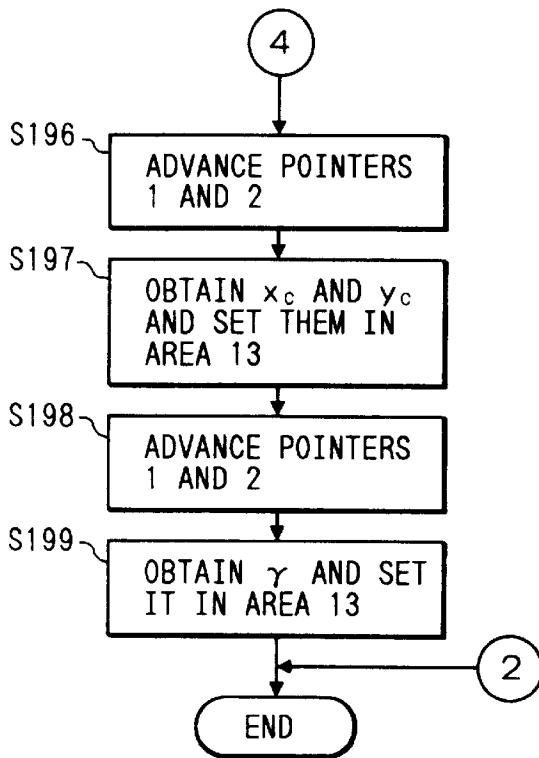 4
S196
ADVANCE POINTERS
1 AND 2
S197
OBTAIN xc AND yc
AND SET THEM IN
AREA 13
S198
ADVANCE POINTERS
1 AND 2
S199
OBTAIN γ AND SET
IT IN AREA 13
2
END